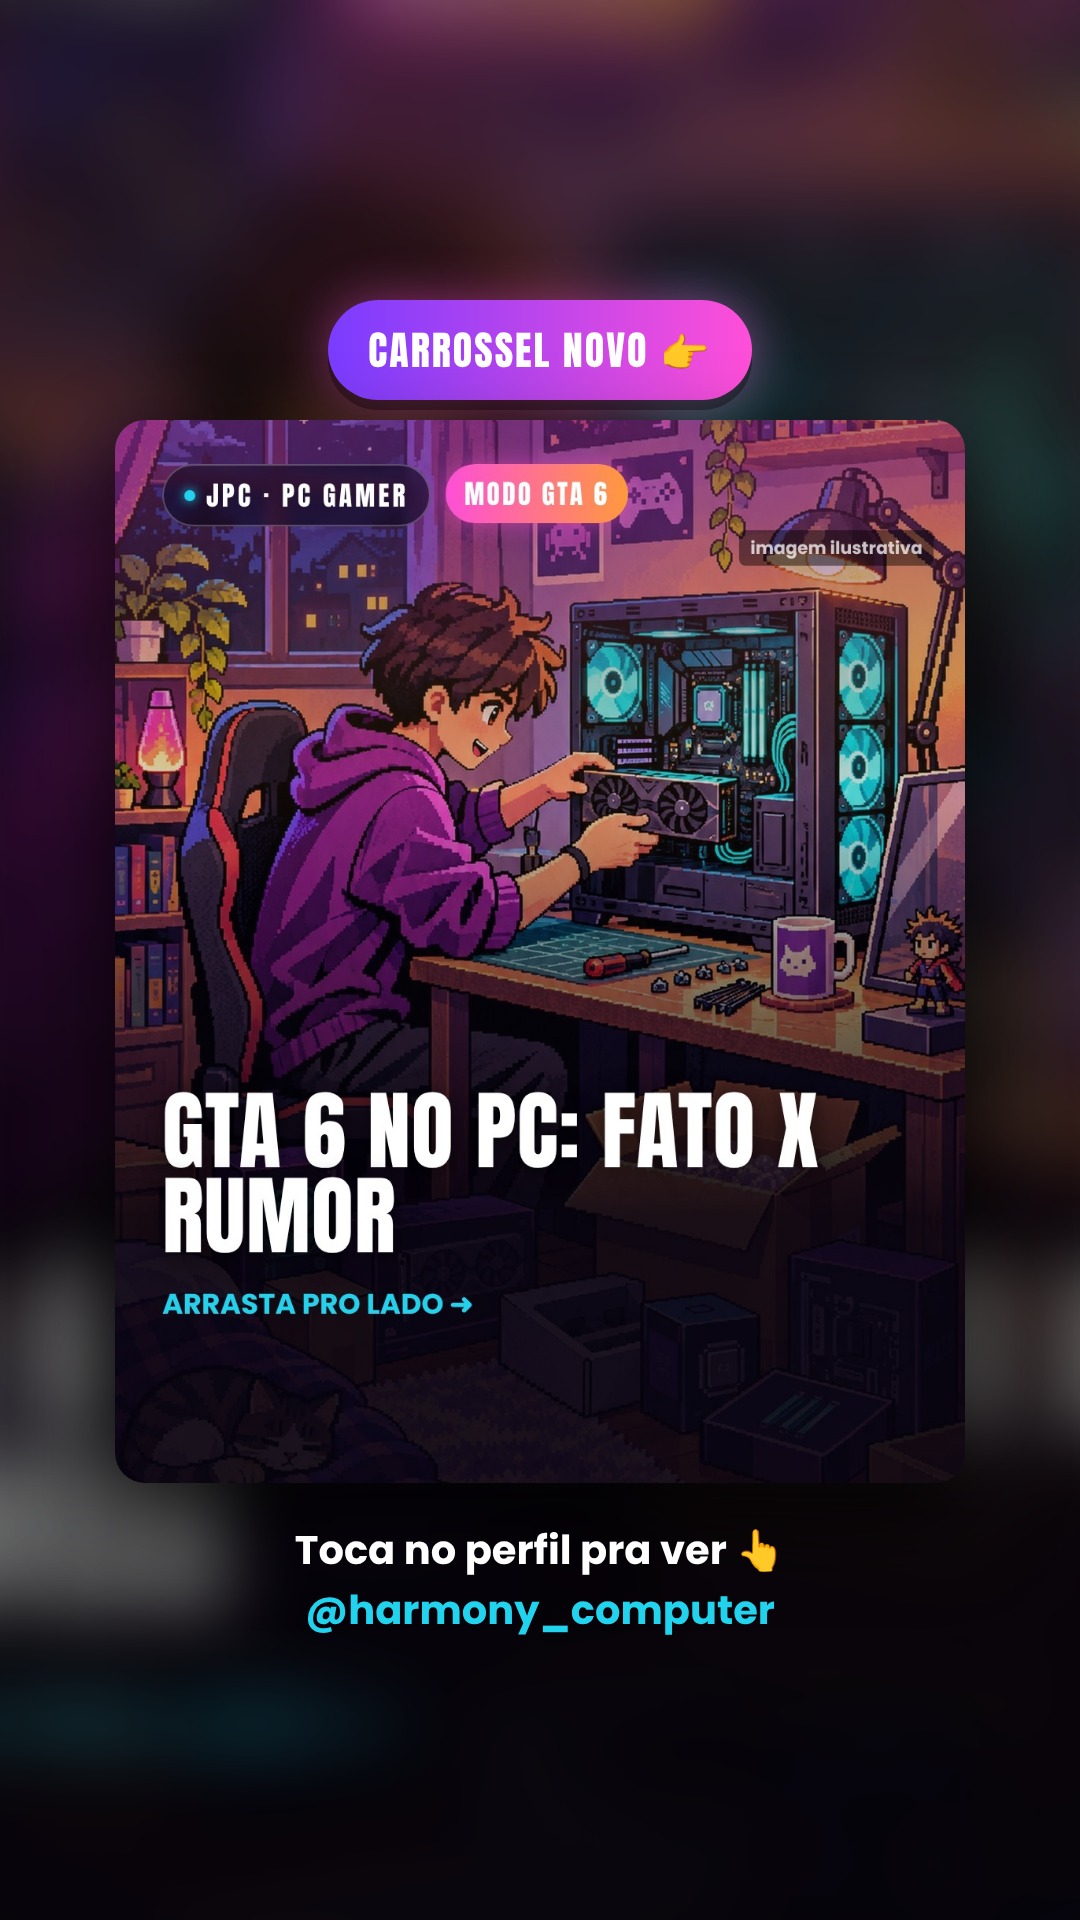 CARROSSEL NOVO 👉
JPC · PC GAMER
MODO GTA 6
imagem ilustrativa
GTA 6 NO PC: FATO X
RUMOR
ARRASTA PRO LADO →
Toca no perfil pra ver 👆
@harmony_computer